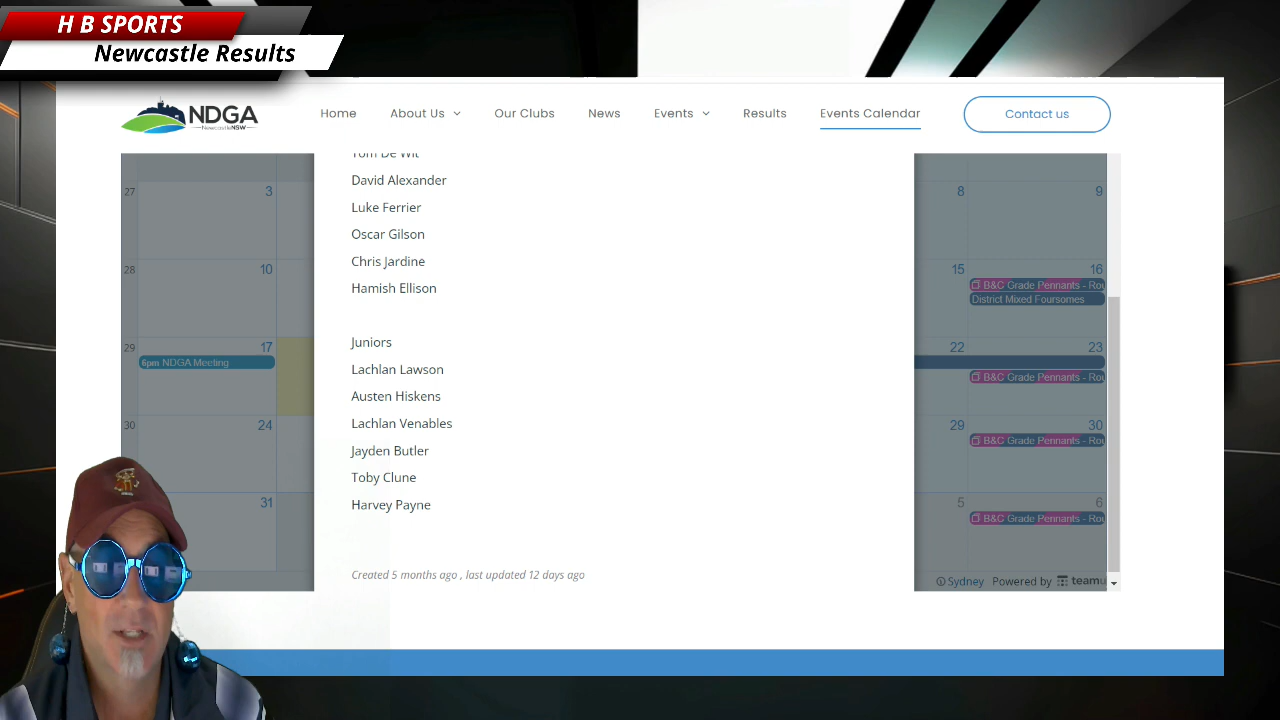 H B SPORTS
Newcastle Results
NDGA
Home
About Us
Our Clubs
News
Events
Results
Events Calendar
Contact us
Tom De Wit
David Alexander
Luke Ferrier
Oscar Gilson
Chris Jardine
Hamish Ellison
Juniors
Lachlan Lawson
Austen Hiskens
Lachlan Venables
Jayden Butler
Toby Clune
Harvey Payne
Created 5 months ago , last updated 12 days ago
27
3
8
9
28
10
15
16
B&C Grade Pennants - Rou
District Mixed Foursomes
29
17
6pm NDGA Meeting
22
23
B&C Grade Pennants - Rou
30
24
29
30
B&C Grade Pennants - Rou
31
5
6
B&C Grade Pennants - Rou
Sydney Powered by teamu